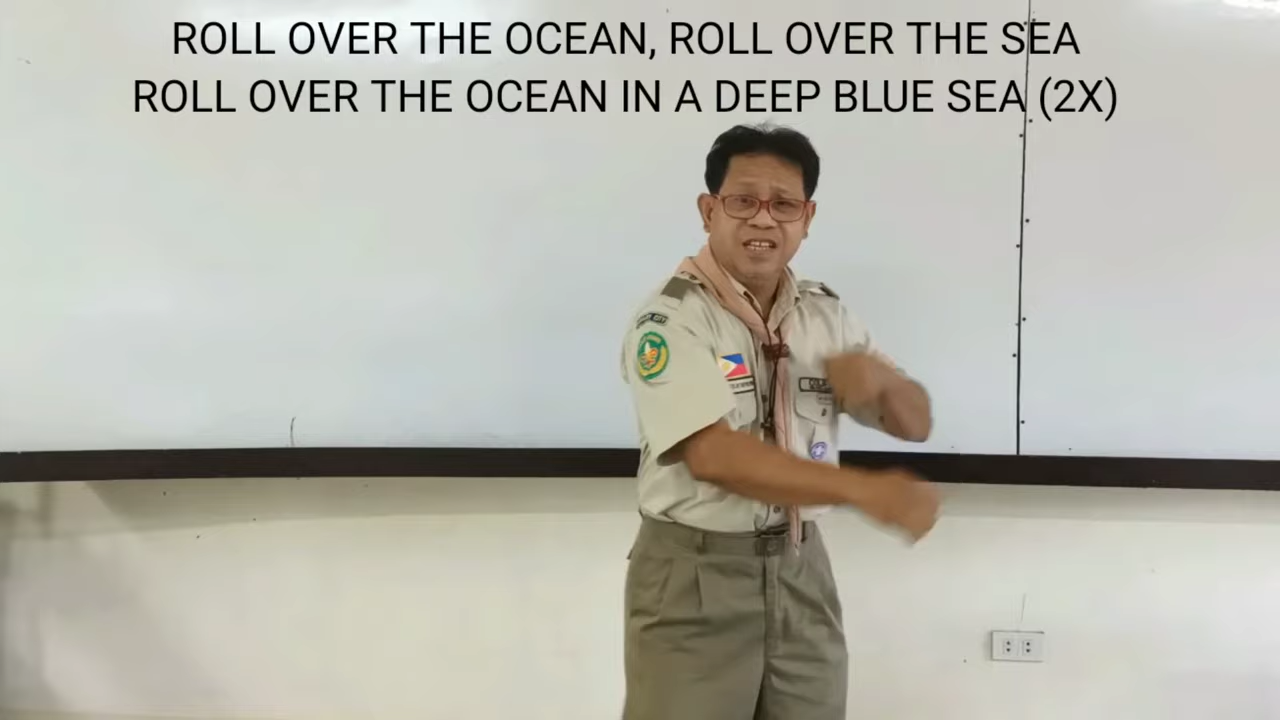 ROLL OVER THE OCEAN, ROLL OVER THE SEA
ROLL OVER THE OCEAN IN A DEEP BLUE SEA (2X)